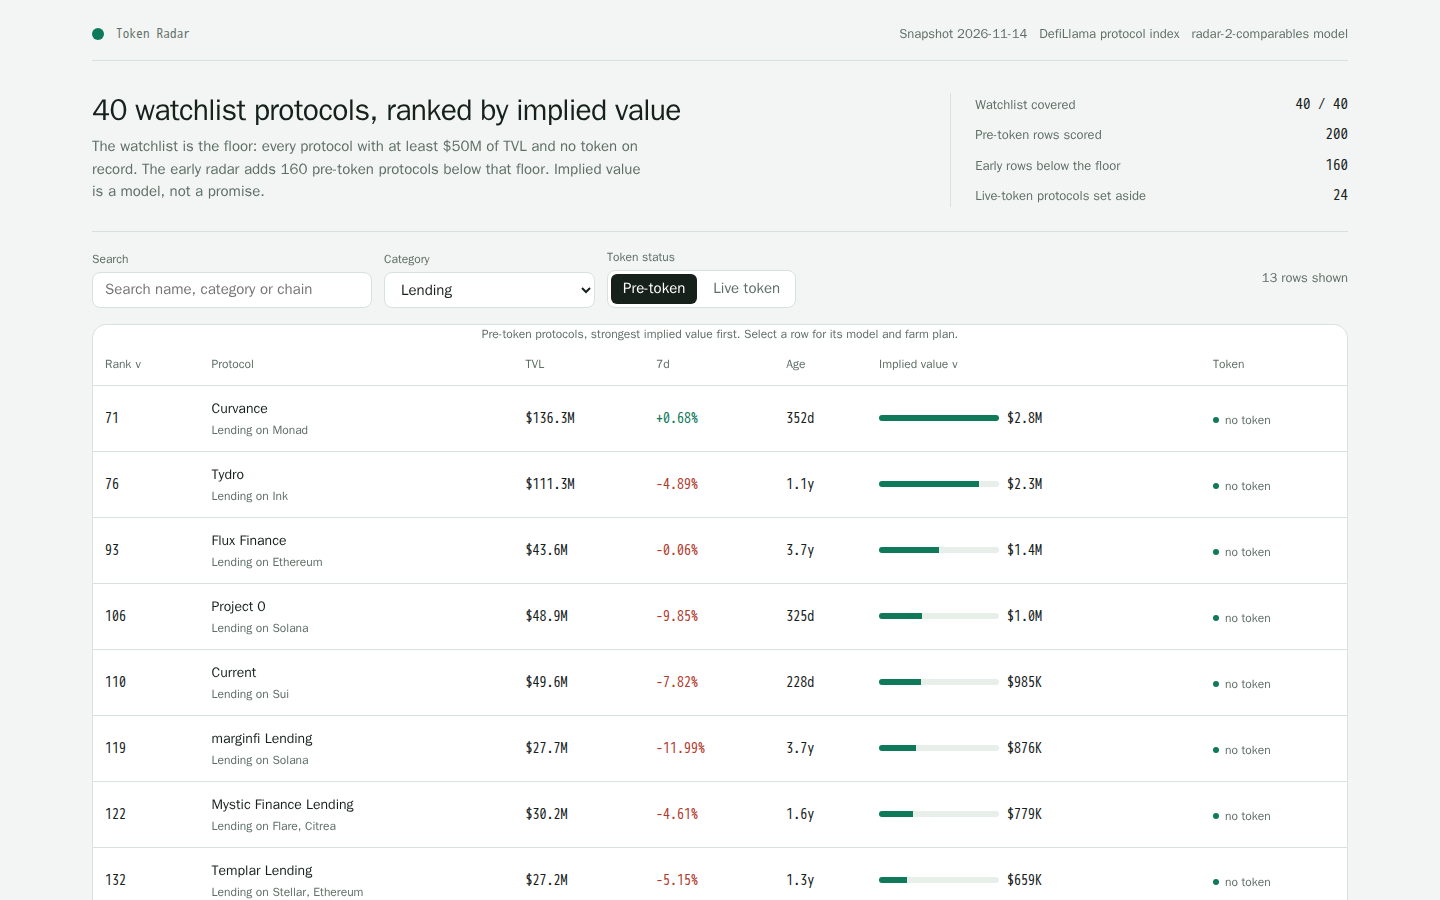 Token Radar
Snapshot 2026-11-14 DefiLlama protocol index radar-2-comparables model
40 watchlist protocols, ranked by implied value
The watchlist is the floor: every protocol with at least $50M of TVL and no token on
record. The early radar adds 160 pre-token protocols below that floor. Implied value
is a model, not a promise.
Watchlist covered 40 / 40
Pre-token rows scored 200
Early rows below the floor 160
Live-token protocols set aside 24
Search
Category
Token status
Search name, category or chain
Lending
Pre-token Live token
13 rows shown
Pre-token protocols, strongest implied value first. Select a row for its model and farm plan.
Rank v Protocol TVL 7d Age Implied value v Token
71 Curvance $136.3M +0.68% 352d $2.8M no token
Lending on Monad
76 Tydro $111.3M -4.89% 1.1y $2.3M no token
Lending on Ink
93 Flux Finance $43.6M -0.06% 3.7y $1.4M no token
Lending on Ethereum
106 Project 0 $48.9M -9.85% 325d $1.0M no token
Lending on Solana
110 Current $49.6M -7.82% 228d $985K no token
Lending on Sui
119 marginfi Lending $27.7M -11.99% 3.7y $876K no token
Lending on Solana
122 Mystic Finance Lending $30.2M -4.61% 1.6y $779K no token
Lending on Flare, Citrea
132 Templar Lending $27.2M -5.15% 1.3y $659K no token
Lending on Stellar, Ethereum